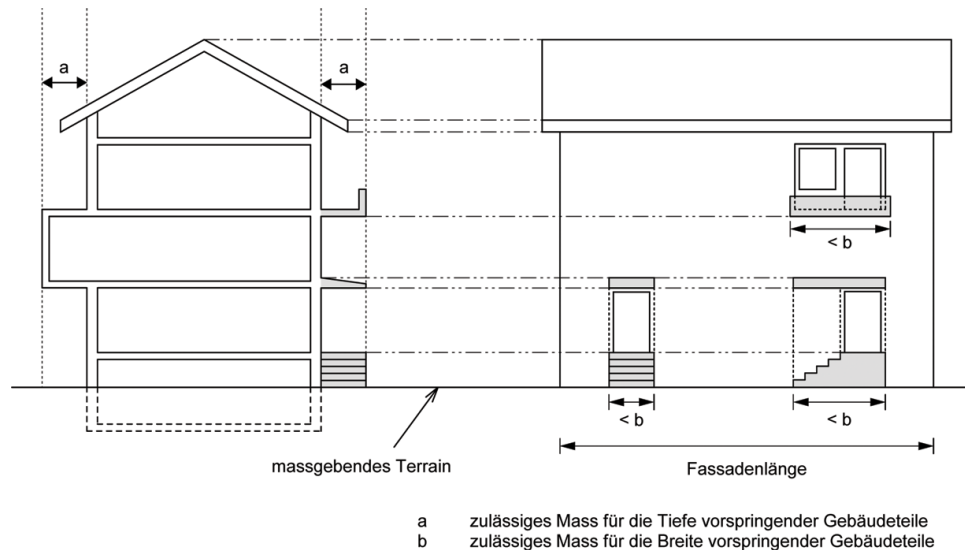 a
a
< b
< b
< b
massgebendes Terrain
Fassadenlänge
a zulässiges Mass für die Tiefe vorspringender Gebäudeteile
b zulässiges Mass für die Breite vorspringender Gebäudeteile